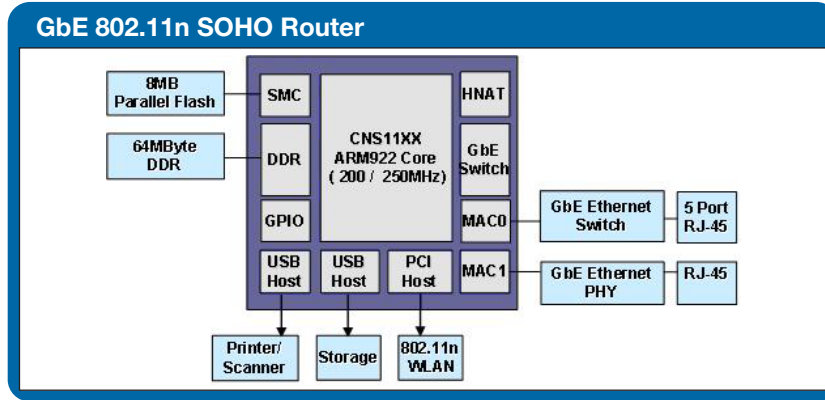 GbE 802.11n SOHO Router
8MB
Parallel Flash
SMC
64MByte
DDR
DDR
GPIO
CNS11XX
ARM922 Core
( 200 / 250MHz)
HNAT
GbE
Switch
MAC0
GbE Ethernet
Switch
5 Port
RJ-45
MAC1
GbE Ethernet
PHY
RJ-45
USB
Host
USB
Host
PCI
Host
Printer/
Scanner
Storage
802.11n
WLAN